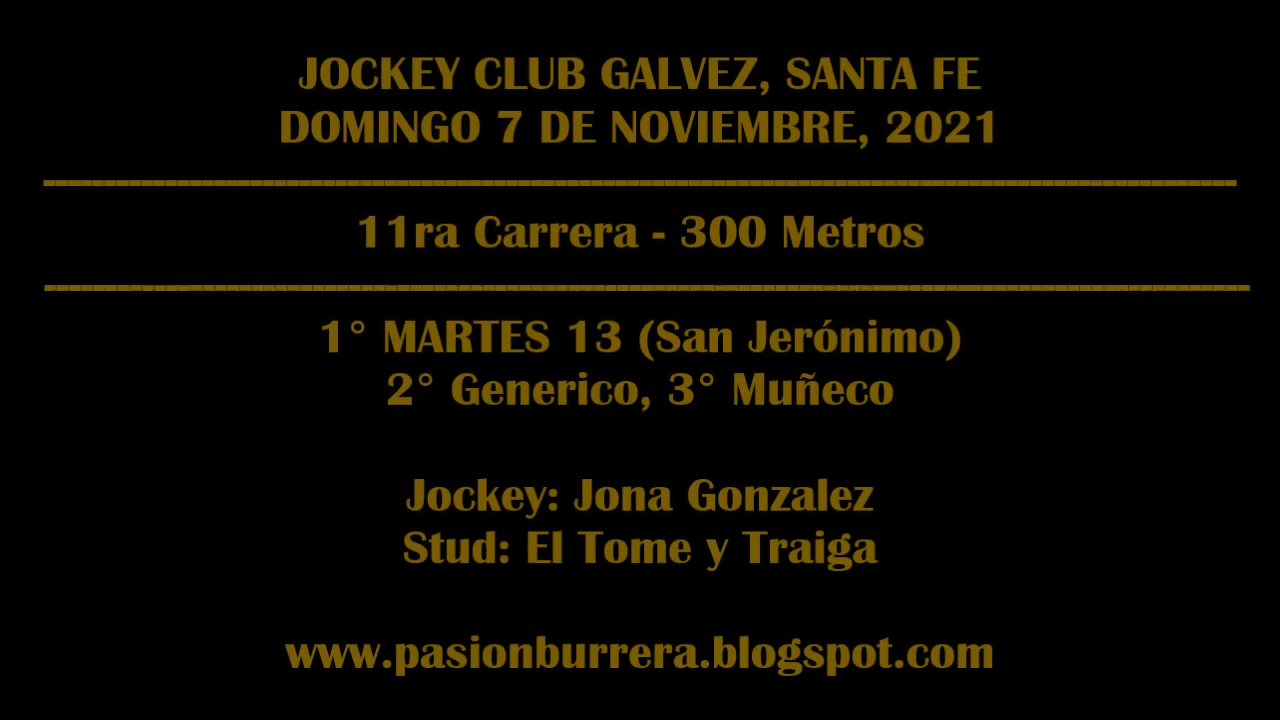 JOCKEY CLUB GALVEZ, SANTA FE
DOMINGO 7 DE NOVIEMBRE, 2021
11ra Carrera - 300 Metros
1° MARTES 13 (San Jerónimo)
2° Generico, 3° Muñeco
Jockey: Jona Gonzalez
Stud: El Tome y Traiga
www.pasionburrera.blogspot.com